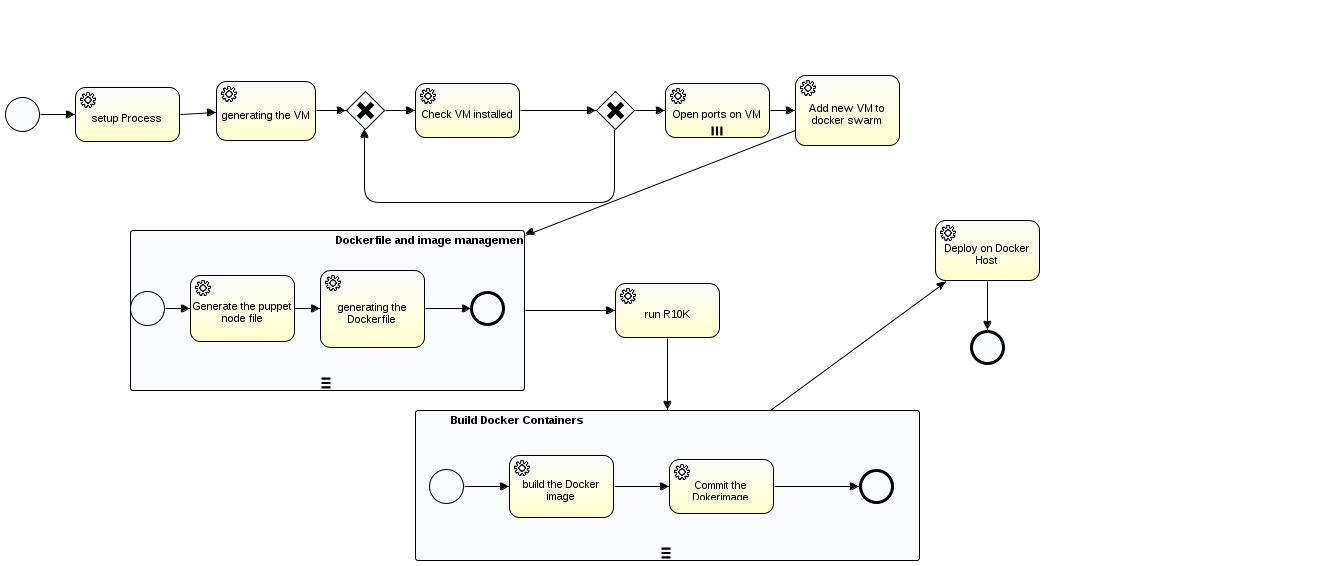 setup Process
generating the VM
Check VM installed
Open ports on VM
Add new VM to
docker swarm
Dockerfile and image managemen
Generate the puppet
node file
generating the
Dockerfile
run R10K
Deploy on Docker
Host
Build Docker Containers
build the Docker
image
Commit the
Dokerimage